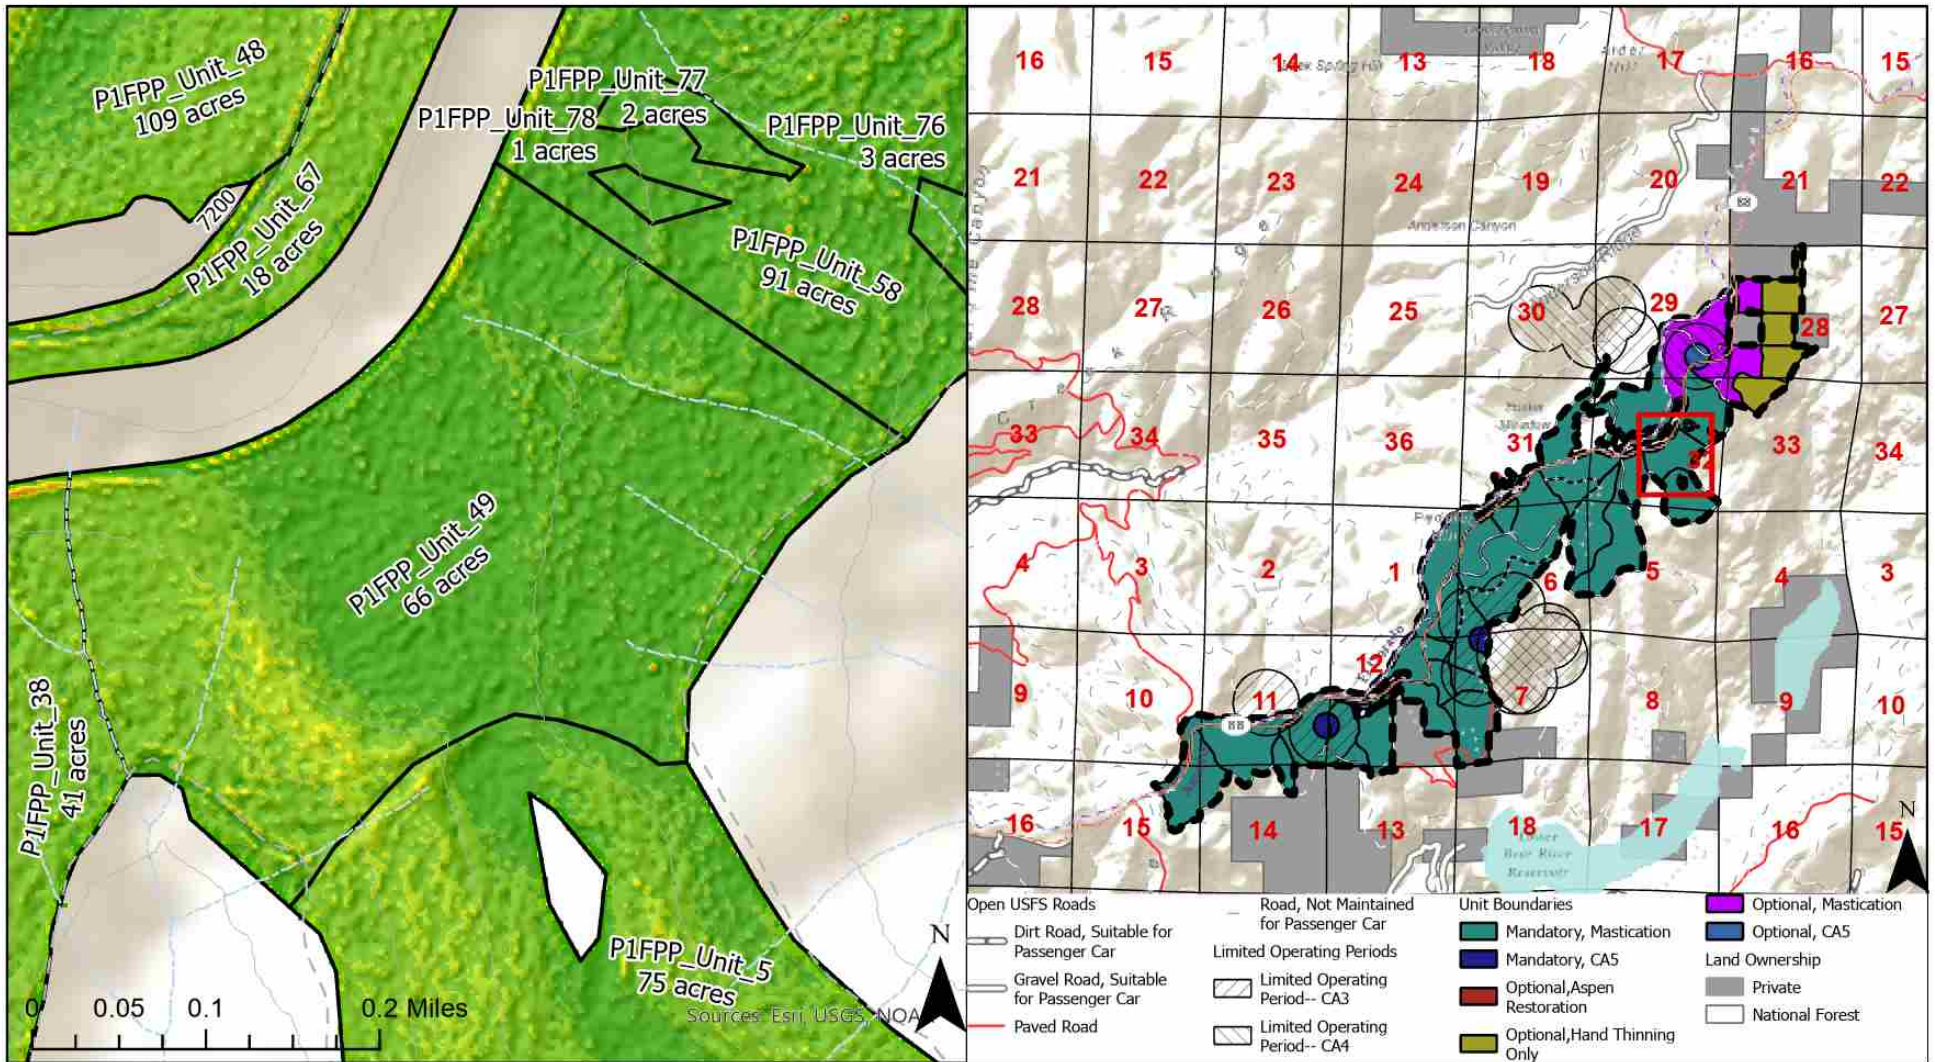 P1FPP_Unit_48
109 acres
P1FPP_Unit_77
2 acres
P1FPP_Unit_78
1 acres
P1FPP_Unit_76
3 acres
7200
P1FPP_Unit_67
18 acres
P1FPP_Unit_58
91 acres
P1FPP_Unit_49
66 acres
P1FPP_Unit_38
41 acres
P1FPP_Unit_5
75 acres
0 0.05 0.1 0.2 Miles
Sources: Esri, USGS, NOA
N
16 15 14 13 18 17 16 15
21 22 23 24 19 20 21 22
88
Anderson Canyon
28 27 26 25 30 29 28 27
33 34 35 36 31 32 33 34
4 3 2 1 6 5 4 3
9 10 11 12 7 8 9 10
88
16 15 14 13 18 17 16 15
Bear River
Reservoir
N
Open USFS Roads
Dirt Road, Suitable for
Passenger Car
Gravel Road, Suitable
for Passenger Car
Paved Road
Road, Not Maintained
for Passenger Car
Limited Operating Periods
Limited Operating
Period-- CA3
Limited Operating
Period-- CA4
Unit Boundaries
Mandatory, Mastication
Mandatory, CA5
Optional,Aspen
Restoration
Optional,Hand Thinning
Only
Optional, Mastication
Optional, CA5
Land Ownership
Private
National Forest